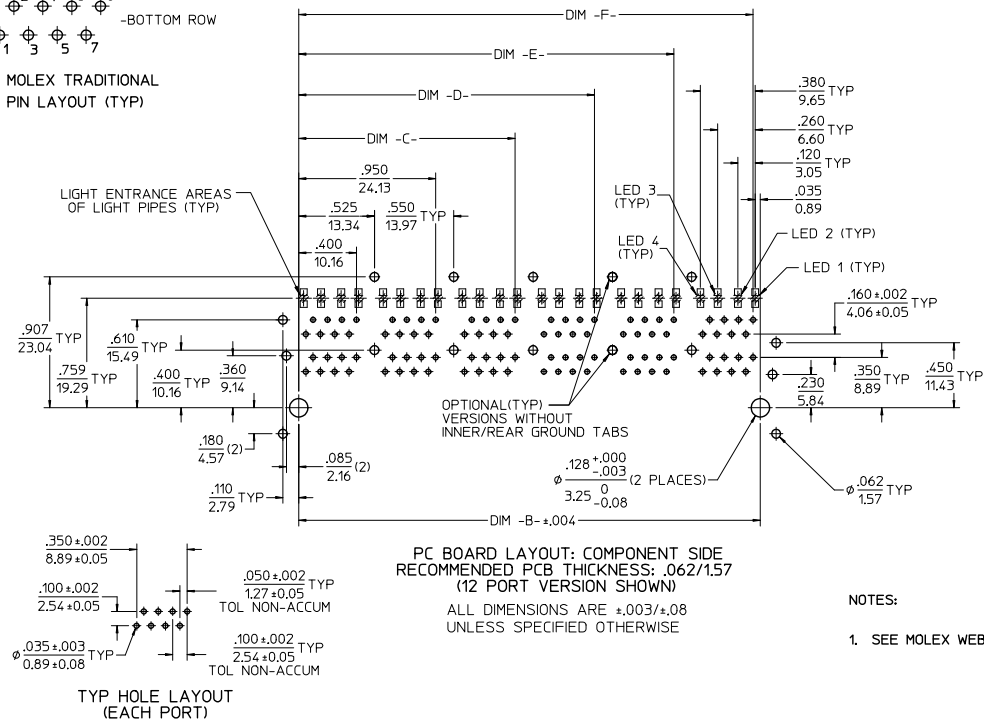 -BOTTOM ROW
1 3 5 7
MOLEX TRADITIONAL
PIN LAYOUT (TYP)
DIM -F-
DIM -E-
DIM -D-
DIM -C-
.950
24.13
.525
13.34
.550
13.97
TYP
.400
10.16
LIGHT ENTRANCE AREAS
OF LIGHT PIPES (TYP)
.380
9.65
TYP
.260
6.60
TYP
.120
3.05
TYP
.035
0.89
LED 3
(TYP)
LED 4
(TYP)
LED 2 (TYP)
LED 1 (TYP)
.160 ±.002
4.06 ±0.05
TYP
.907
23.04
TYP
.759
19.29
TYP
.610
15.49
.400
10.16
TYP
.360
9.14
.180
4.57
(2)
.085
2.16
(2)
.110
2.79
TYP
.230
5.84
.350
8.89
TYP
.450
11.43
TYP
OPTIONAL(TYP)
VERSIONS WITHOUT
INNER/REAR GROUND TABS
ø .128 +.000 -.003
3.25 0 -0.08
(2 PLACES)
ø .062
1.57
TYP
DIM -B- ±.004
PC BOARD LAYOUT: COMPONENT SIDE
RECOMMENDED PCB THICKNESS: .062/1.57
(12 PORT VERSION SHOWN)
ALL DIMENSIONS ARE ±.003/±.08
UNLESS SPECIFIED OTHERWISE
NOTES:
1. SEE MOLEX WEB
.350 ±.002
8.89 ±0.05
.100 ±.002
2.54 ±0.05
.050 ±.002
1.27 ±0.05
TYP
TOL NON-ACCUM
ø .035 ±.003
0.89 ±0.08
TYP
.100 ±.002
2.54 ±0.05
TYP
TOL NON-ACCUM
TYP HOLE LAYOUT
(EACH PORT)